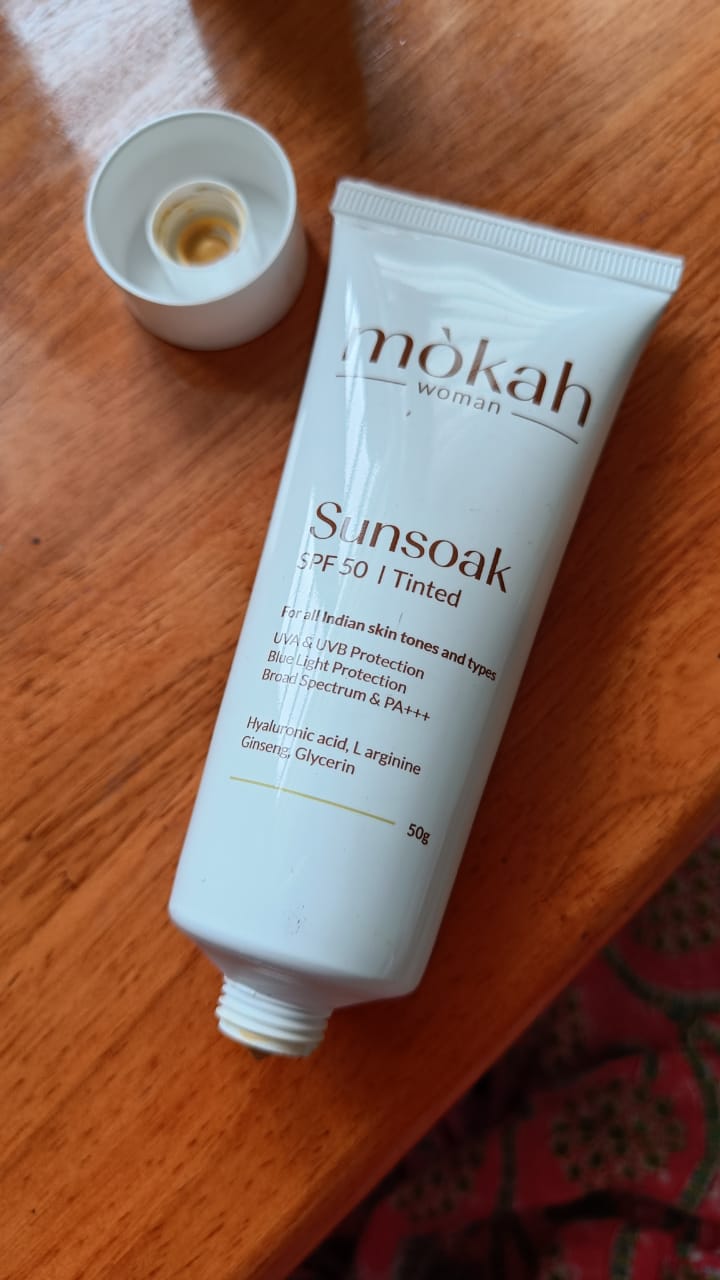 mòkah
woman
Sunsoak
SPF 50 | Tinted
For all Indian skin tones and types
UVA & UVB Protection
Blue Light Protection
Broad Spectrum & PA+++
Hyaluronic acid, L arginine
Ginseng, Glycerin
50g